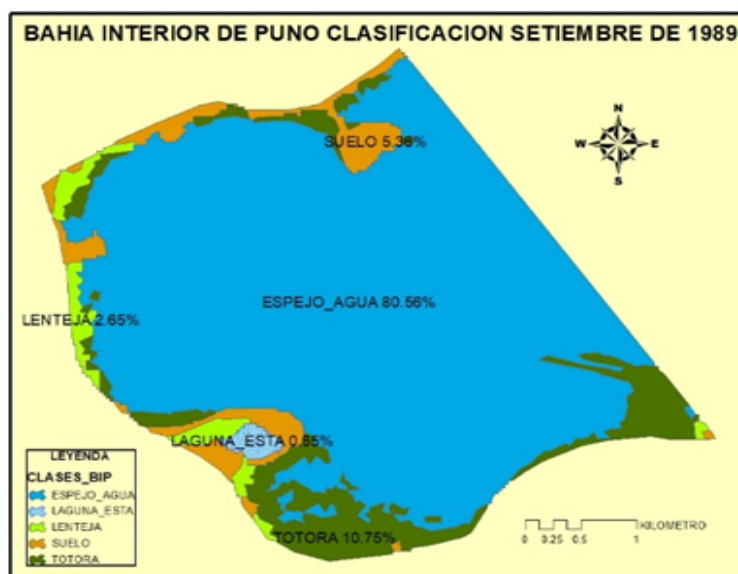 BAHIA INTERIOR DE PUNO CLASIFICACION SETIEMBRE DE 1989
N
W E
S
SUELO 5.36%
ESPEJO_AGUA 80.56%
LENTEJA 2.65%
LAGUNA_ESTA 0.65%
TOTORA 10.75%
LEYENDA
CLASES_BIP
ESPEJO_AGUA
LAGUNA_ESTA
LENTEJA
SUELO
TOTORA
KILOMETRO
0 0.25 0.5 1